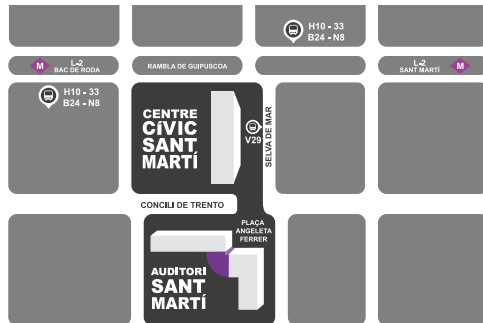 H10 - 33
B24 - N8
M
L-2
BAC DE RODA
RAMBLA DE GUIPUSCOA
L-2
SANT MARTÍ
M
H10 - 33
B24 - N8
CENTRE
CÍVIC
SANT
MARTÍ
V29
SELVA DE MAR
CONCILI DE TRENTO
PLAÇA
ANGELETA
FERRER
AUDITORI
SANT
MARTÍ